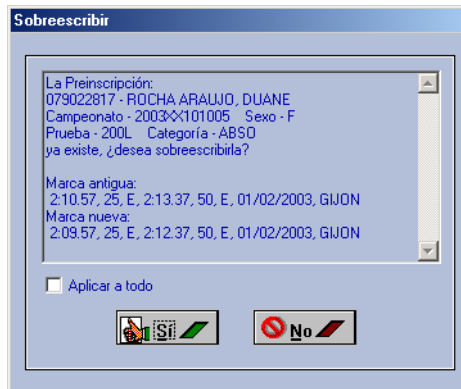 Sobreescribir
La Preinscripción:
079022817 - ROCHA ARAUJO, DUANE
Campeonato - 2003XX101005 Sexo - F
Prueba - 200L Categoría - ABSO
ya existe, ¿desea sobreescribirla?
Marca antigua:
2:10.57, 25, E, 2:13.37, 50, E, 01/02/2003, GIJON
Marca nueva:
2:09.57, 25, E, 2:12.37, 50, E, 01/02/2003, GIJON
Aplicar a todo
Sí No